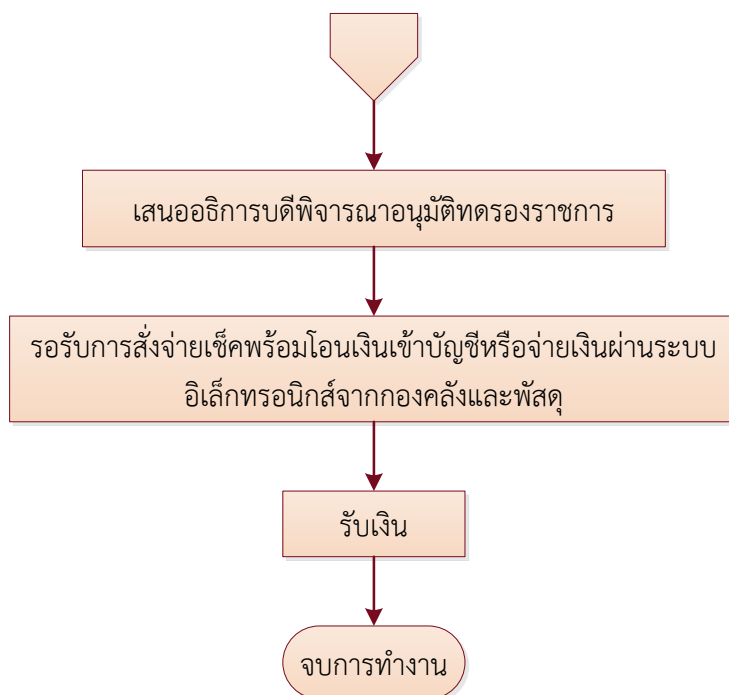 เสนออธิการบดีพิจารณาอนุมัติทดรองราชการ
รอรับการสั่งจ่ายเช็คพร้อมโอนเงินเข้าบัญชีหรือจ่ายเงินผ่านระบบ
อิเล็กทรอนิกส์จากกองคลังและพัสดุ
รับเงิน
จบการทำงาน